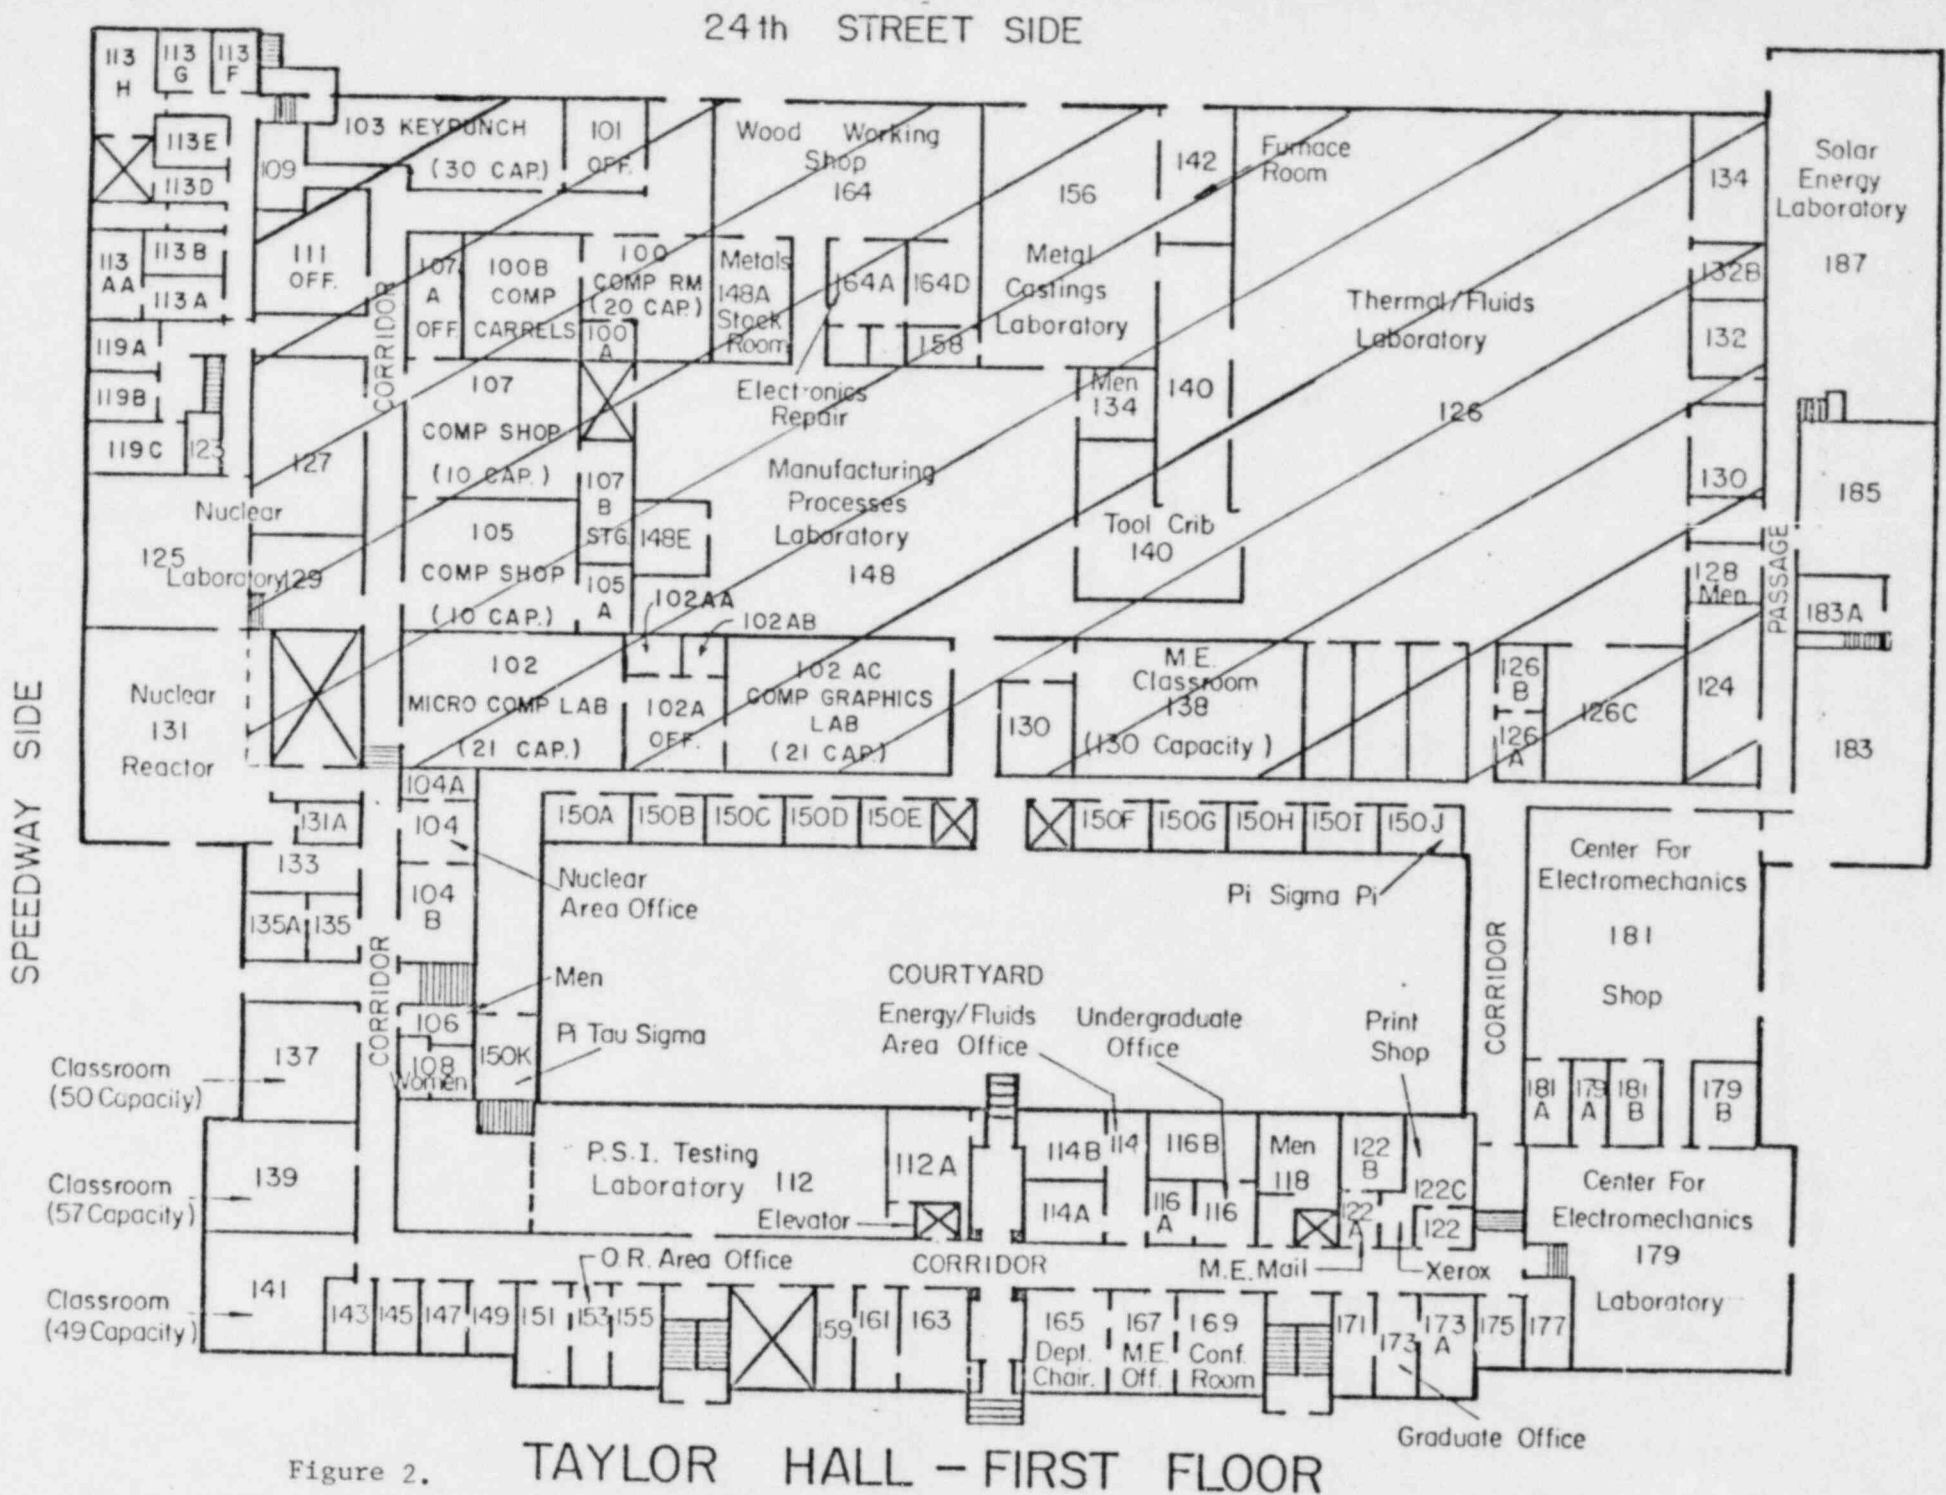 24th STREET SIDE
113
H
113
G
113
F
113E
113D
109
113
AA
113B
113A
119A
119B
119C
123
103 KEYPUNCH
(30 CAP.)
101
OFF.
111
OFF.
CORRIDOR
107
A
OFF.
100B
COMP
CARRELS
100
COMP RM
(20 CAP.)
100
A
Wood Working
Shop
164
Metals
148A
Stock
Room
164A
164D
158
Electronics
Repair
156
Metal
Castings
Laboratory
142
Furnace
Room
Thermal/Fluids
Laboratory
126
134
132B
132
130
Solar
Energy
Laboratory
187
127
Nuclear
125
Laboratory
129
107
COMP SHOP
(10 CAP.)
107
B
STG.
105
COMP SHOP
(10 CAP.)
105
A
148E
Manufacturing
Processes
Laboratory
148
Men
134
140
Tool Crib
140
185
PASSAGE
128
Men
183A
124
183
102AA
102AB
SPEEDWAY SIDE
Nuclear
131
Reactor
102
MICRO COMP LAB
(21 CAP.)
102A
OFF.
102 AC
COMP GRAPHICS
LAB
(21 CAP.)
130
M.E.
Classroom
138
(130 Capacity)
126
B
126
A
126C
104A
104
104
B
131A
133
135A
135
150A
150B
150C
150D
150E
150F
150G
150H
150I
150J
Nuclear
Area Office
Pi Sigma Pi
CORRIDOR
Center For
Electromechanics
181
Shop
CORRIDOR
Men
106
108
Women
150K
Pi Tau Sigma
COURTYARD
Energy/Fluids
Area Office
Undergraduate
Office
Print
Shop
137
Classroom
(50 Capacity)
181
A
179
A
181
B
179
B
139
Classroom
(57 Capacity)
P.S.I. Testing
Laboratory 112
112A
Elevator
114B
114
114A
116B
116
A
116
Men
118
122
B
122
A
122C
122
Center For
Electromechanics
179
Laboratory
O.R. Area Office
CORRIDOR
M.E. Mail
Xerox
141
Classroom
(49 Capacity)
143
145
147
149
151
153
155
159
161
163
165
Dept.
Chair.
167
M.E.
Off.
169
Conf.
Room
171
173
173
A
175
177
Graduate Office
Figure 2.
TAYLOR HALL – FIRST FLOOR